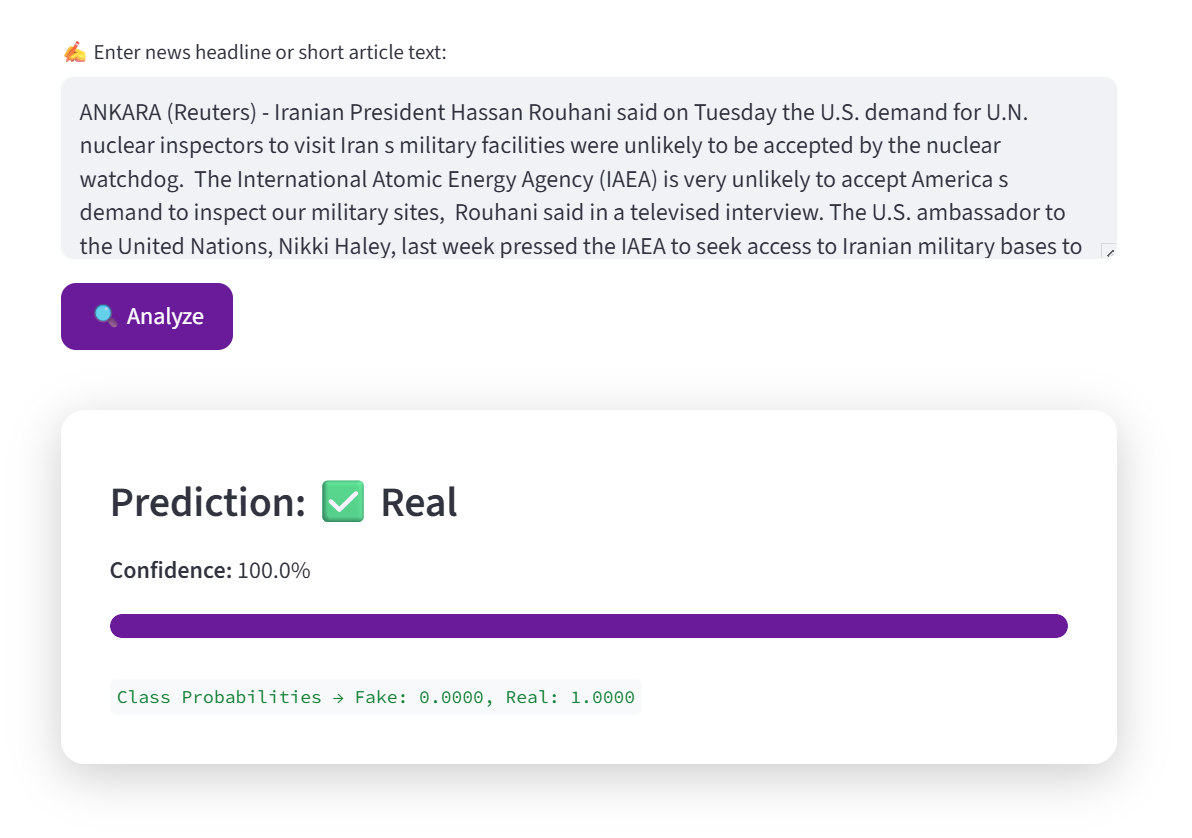 ✍️ Enter news headline or short article text:
ANKARA (Reuters) - Iranian President Hassan Rouhani said on Tuesday the U.S. demand for U.N.
nuclear inspectors to visit Iran s military facilities were unlikely to be accepted by the nuclear
watchdog.  The International Atomic Energy Agency (IAEA) is very unlikely to accept America s
demand to inspect our military sites,  Rouhani said in a televised interview. The U.S. ambassador to
the United Nations, Nikki Haley, last week pressed the IAEA to seek access to Iranian military bases to
🔍 Analyze
Prediction: ✅ Real
Confidence: 100.0%
Class Probabilities → Fake: 0.0000, Real: 1.0000